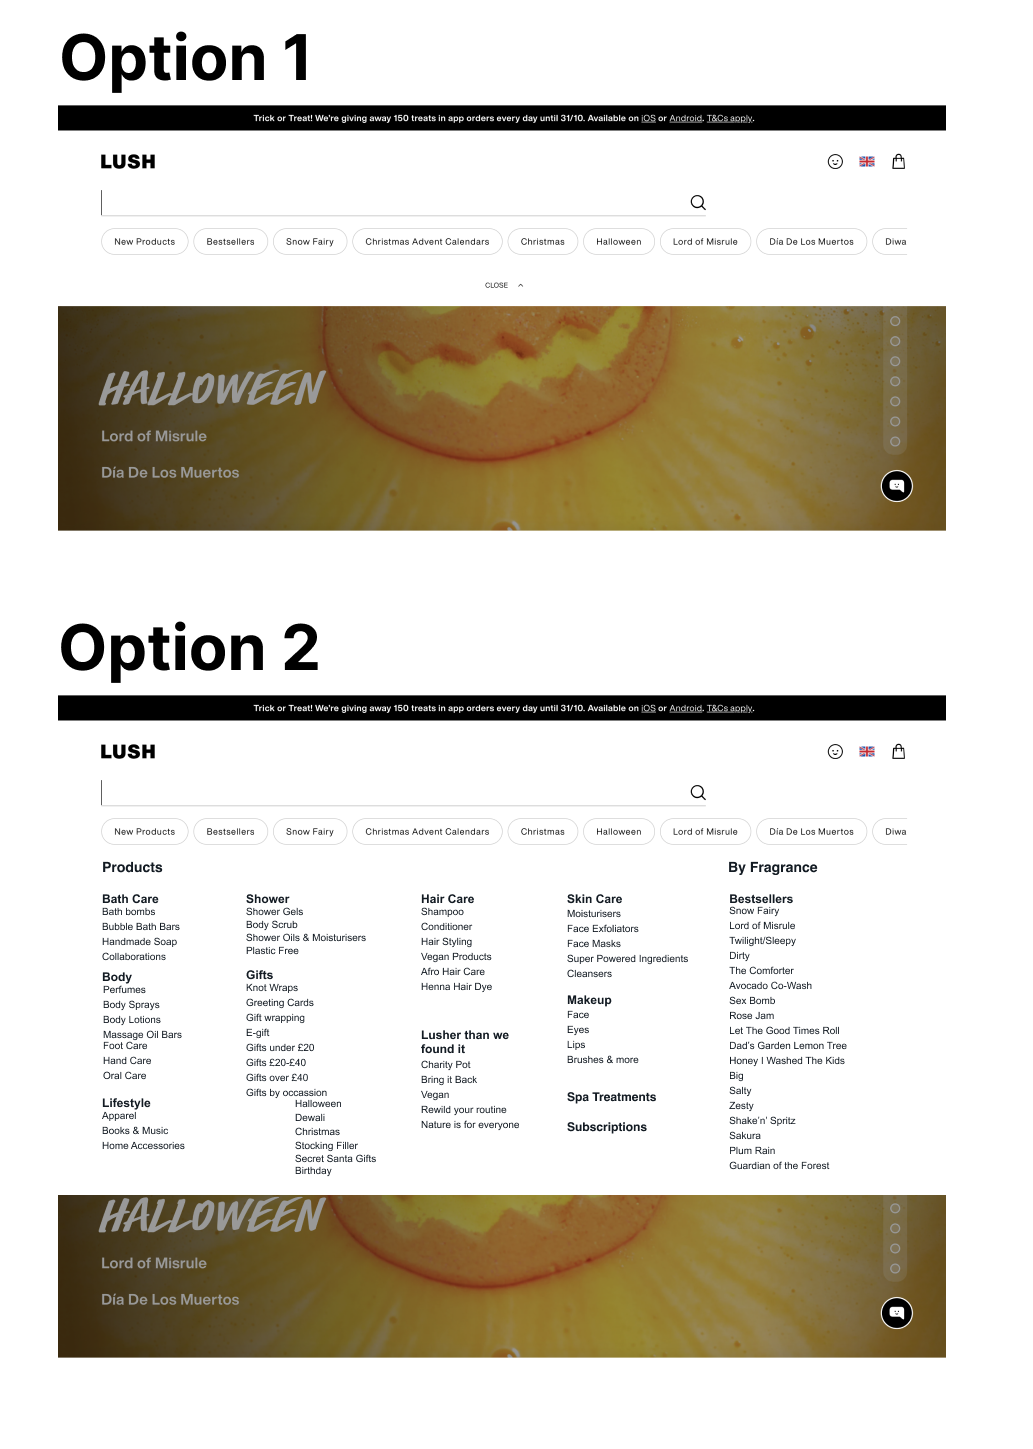 Option 1
Trick or Treat! We're giving away 150 treats in app orders every day until 31/10. Available on iOS or Android. T&Cs apply.
LUSH
New Products Bestsellers Snow Fairy Christmas Advent Calendars Christmas Halloween Lord of Misrule Día De Los Muertos Diwa
CLOSE
HALLOWEEN
Lord of Misrule
Día De Los Muertos
Option 2
Trick or Treat! We're giving away 150 treats in app orders every day until 31/10. Available on iOS or Android. T&Cs apply.
LUSH
New Products Bestsellers Snow Fairy Christmas Advent Calendars Christmas Halloween Lord of Misrule Día De Los Muertos Diwa
Products
Bath Care
Bath bombs
Bubble Bath Bars
Handmade Soap
Collaborations
Body
Perfumes
Body Sprays
Body Lotions
Massage Oil Bars
Foot Care
Hand Care
Oral Care
Lifestyle
Apparel
Books & Music
Home Accessories
Shower
Shower Gels
Body Scrub
Shower Oils & Moisturisers
Plastic Free
Gifts
Knot Wraps
Greeting Cards
Gift wrapping
E-gift
Gifts under £20
Gifts £20-£40
Gifts over £40
Gifts by occassion
Halloween
Dewali
Christmas
Stocking Filler
Secret Santa Gifts
Birthday
Hair Care
Shampoo
Conditioner
Hair Styling
Vegan Products
Afro Hair Care
Henna Hair Dye
Lusher than we
found it
Charity Pot
Bring it Back
Vegan
Rewild your routine
Nature is for everyone
Skin Care
Moisturisers
Face Exfoliators
Face Masks
Super Powered Ingredients
Cleansers
Makeup
Face
Eyes
Lips
Brushes & more
Spa Treatments
Subscriptions
By Fragrance
Bestsellers
Snow Fairy
Lord of Misrule
Twilight/Sleepy
Dirty
The Comforter
Avocado Co-Wash
Sex Bomb
Rose Jam
Let The Good Times Roll
Dad's Garden Lemon Tree
Honey I Washed The Kids
Big
Salty
Zesty
Shake'n' Spritz
Sakura
Plum Rain
Guardian of the Forest
HALLOWEEN
Lord of Misrule
Día De Los Muertos